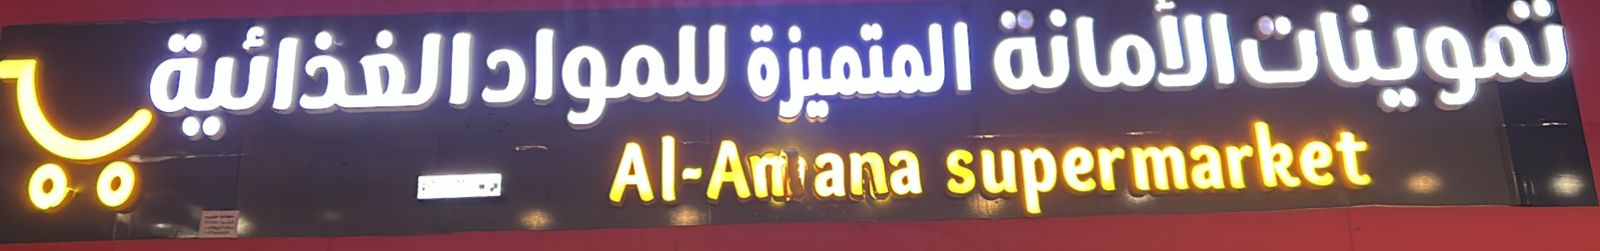 تموينات الأمانة المتميزة للمواد الغذائية
Al-Amana supermarket